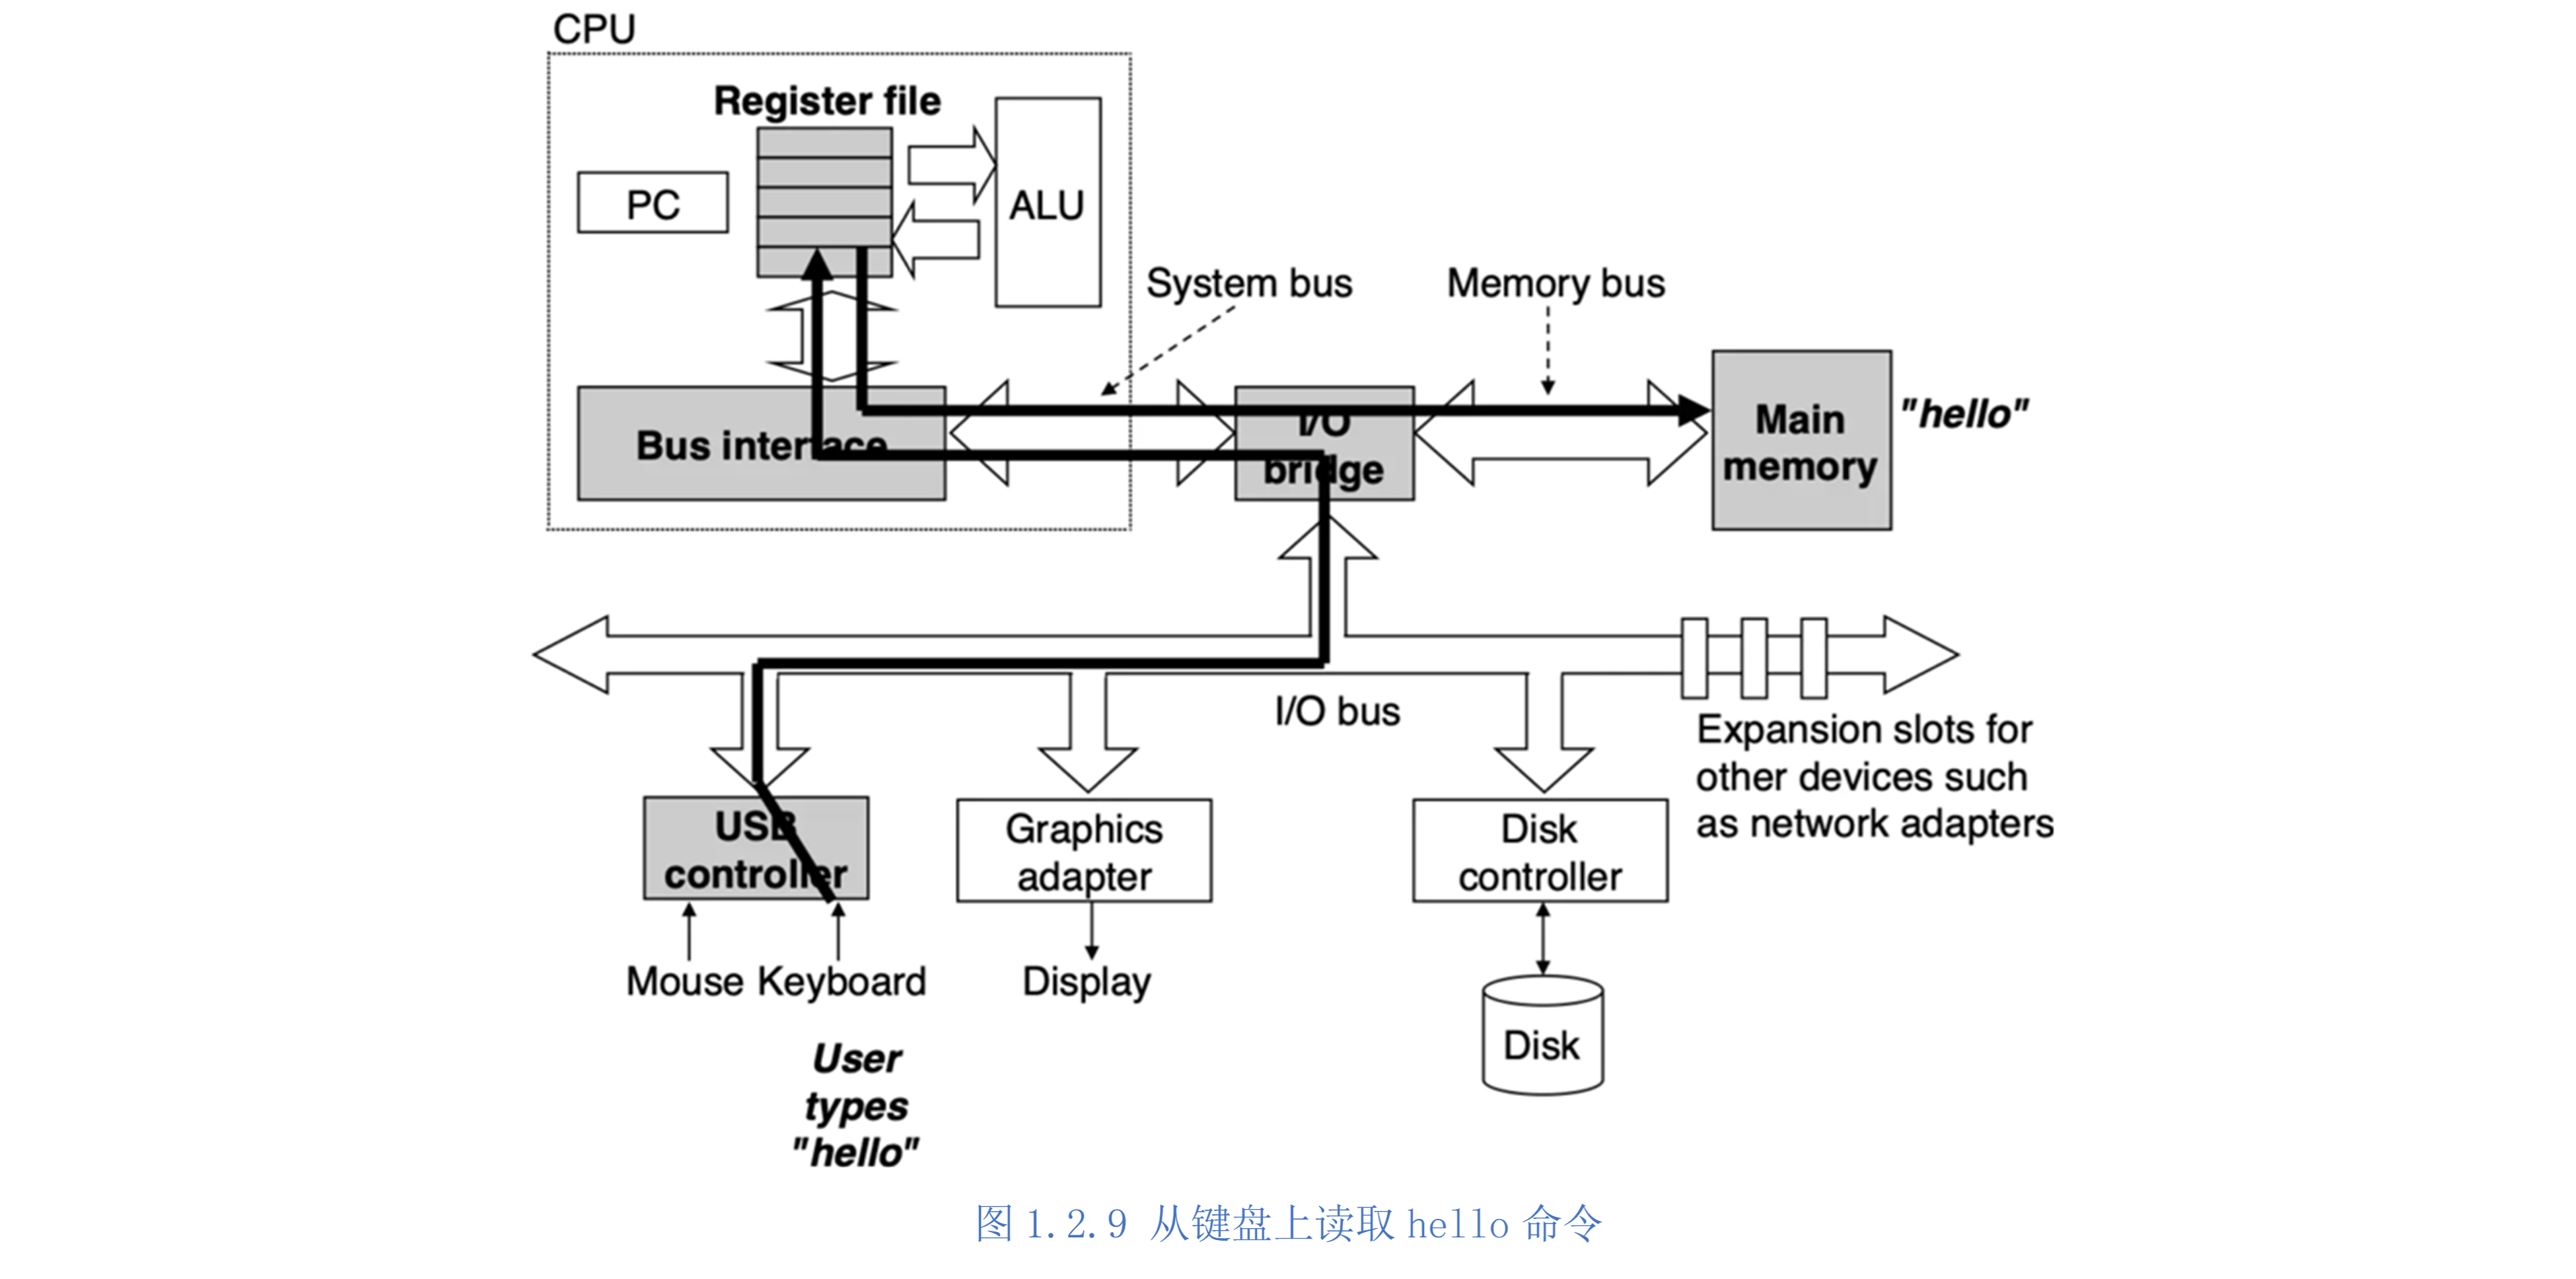 CPU
Register file
PC
ALU
System bus
Memory bus
Bus interface
I/O
bridge
Main
memory
"hello"
I/O bus
Expansion slots for
other devices such
as network adapters
USB
controller
Graphics
adapter
Disk
controller
Mouse
Keyboard
Display
Disk
User
types
"hello"
图 1.2.9 从键盘上读取 hello 命令